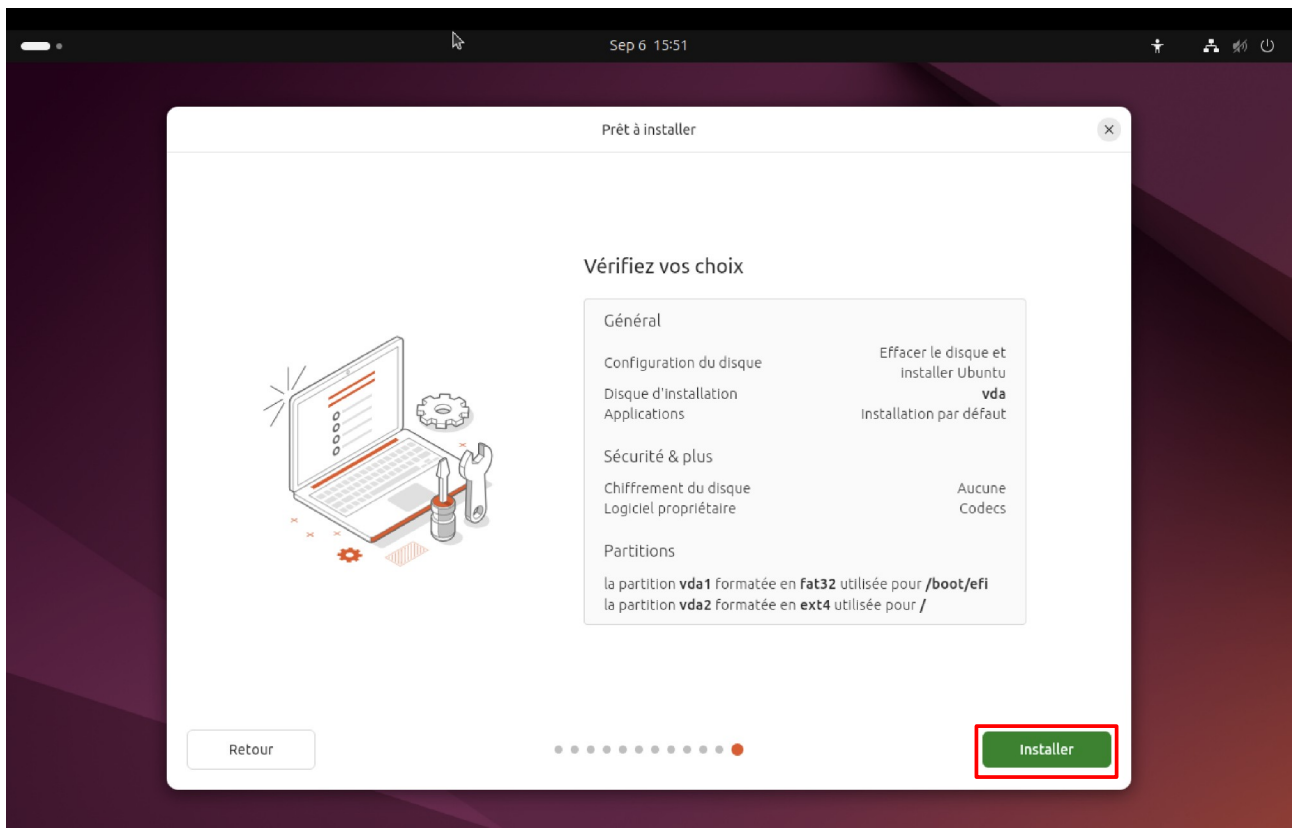 Sep 6 15:51
Prêt à installer
Vérifiez vos choix
Général
Configuration du disque
Effacer le disque et
installer Ubuntu
Disque d'installation
vda
Applications
Installation par défaut
Sécurité & plus
Chiffrement du disque
Aucune
Logiciel propriétaire
Codecs
Partitions
la partition vda1 formatée en fat32 utilisée pour /boot/efi
la partition vda2 formatée en ext4 utilisée pour /
Retour
Installer